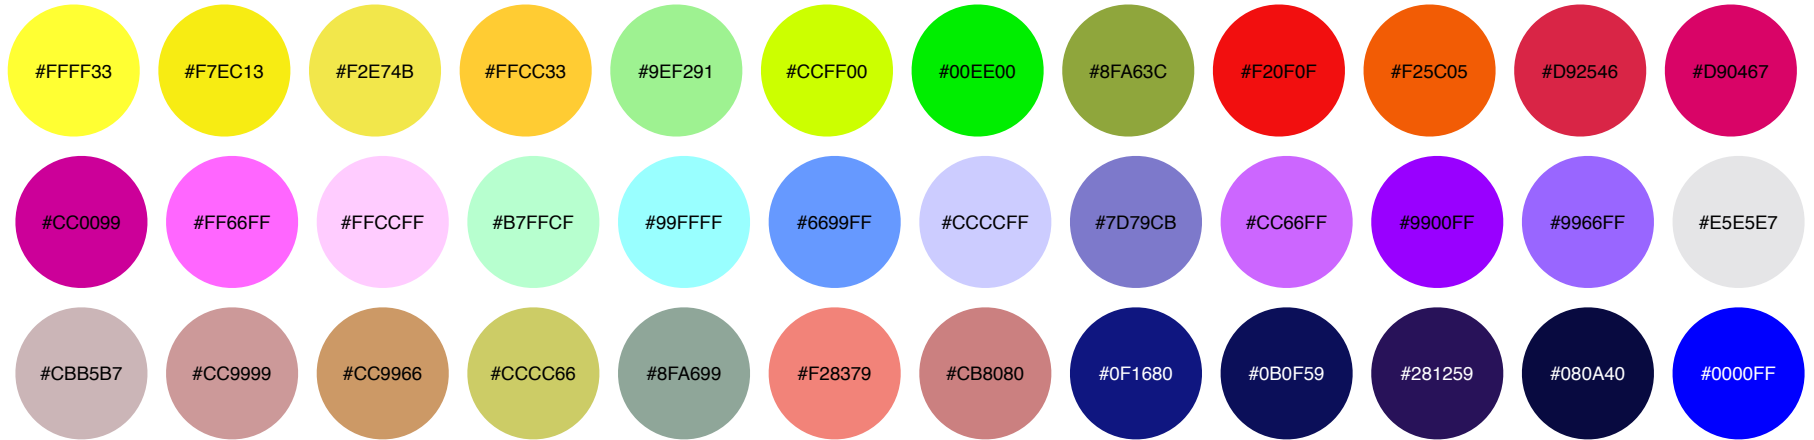 #FFFF33 #F7EC13 #F2E74B #FFCC33 #9EF291 #CCFF00 #00EE00 #8FA63C #F20F0F #F25C05 #D92546 #D90467
#CC0099 #FF66FF #FFCCFF #B7FFCF #99FFFF #6699FF #CCCCFF #7D79CB #CC66FF #9900FF #9966FF #E5E5E7
#CBB5B7 #CC9999 #CC9966 #CCCC66 #8FA699 #F28379 #CB8080 #0F1680 #0B0F59 #281259 #080A40 #0000FF